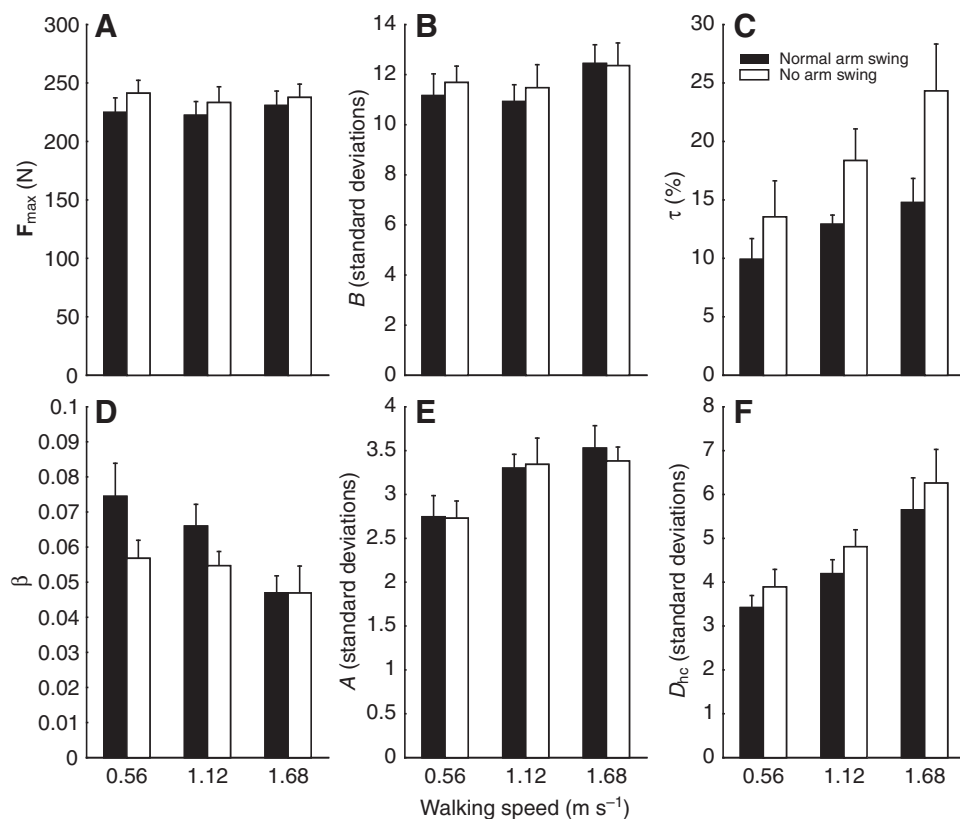 A
F_max (N)
300
250
200
150
100
50
0
B
B (standard deviations)
14
12
10
8
6
4
2
0
C
Normal arm swing
No arm swing
τ (%)
30
25
20
15
10
5
0
D
β
0.1
0.09
0.08
0.07
0.06
0.05
0.04
0.03
0.02
0.01
0
0.56 1.12 1.68
E
A (standard deviations)
4
3.5
3
2.5
2
1.5
1
0.5
0
0.56 1.12 1.68
F
D_hc (standard deviations)
8
7
6
5
4
3
2
1
0
0.56 1.12 1.68
Walking speed (m s⁻¹)